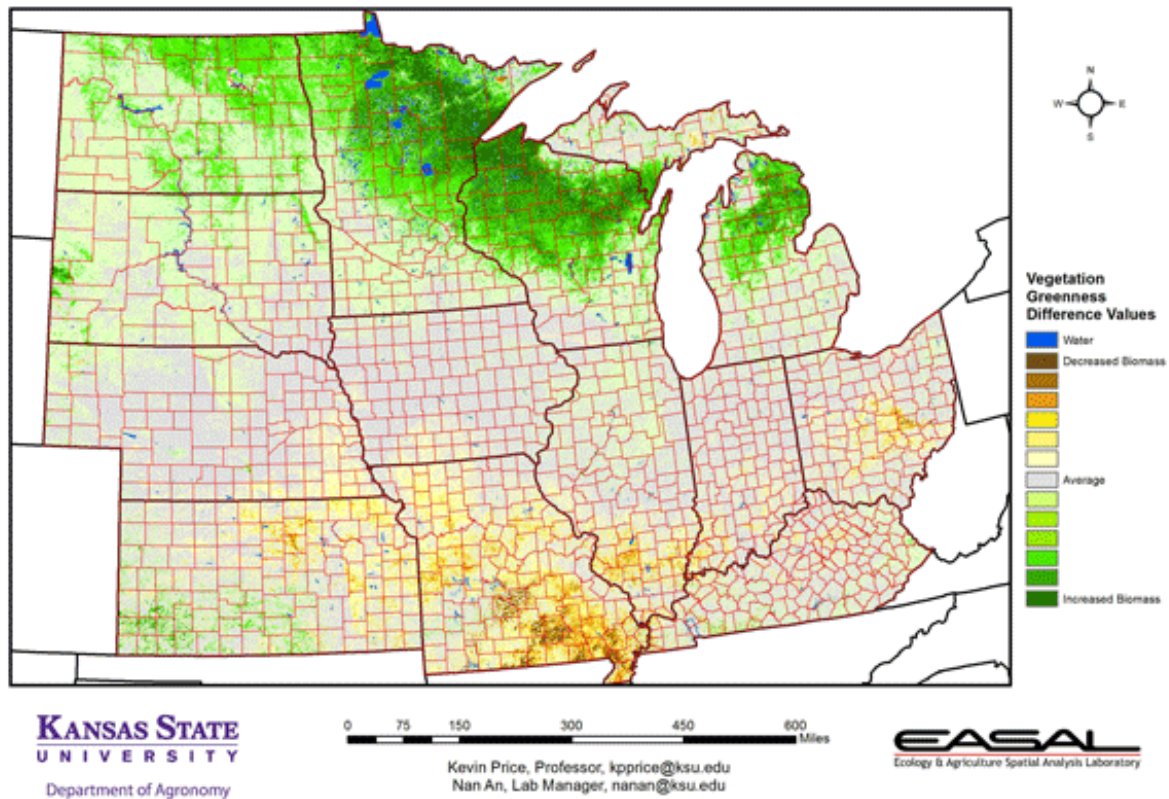 N
W E
S
Vegetation
Greenness
Difference Values
Water
Decreased Biomass
Average
Increased Biomass
KANSAS STATE
UNIVERSITY
Department of Agronomy
0 75 150 300 450 600
Miles
Kevin Price, Professor, kpprice@ksu.edu
Nan An, Lab Manager, nanan@ksu.edu
EASAL
Ecology & Agriculture Spatial Analysis Laboratory